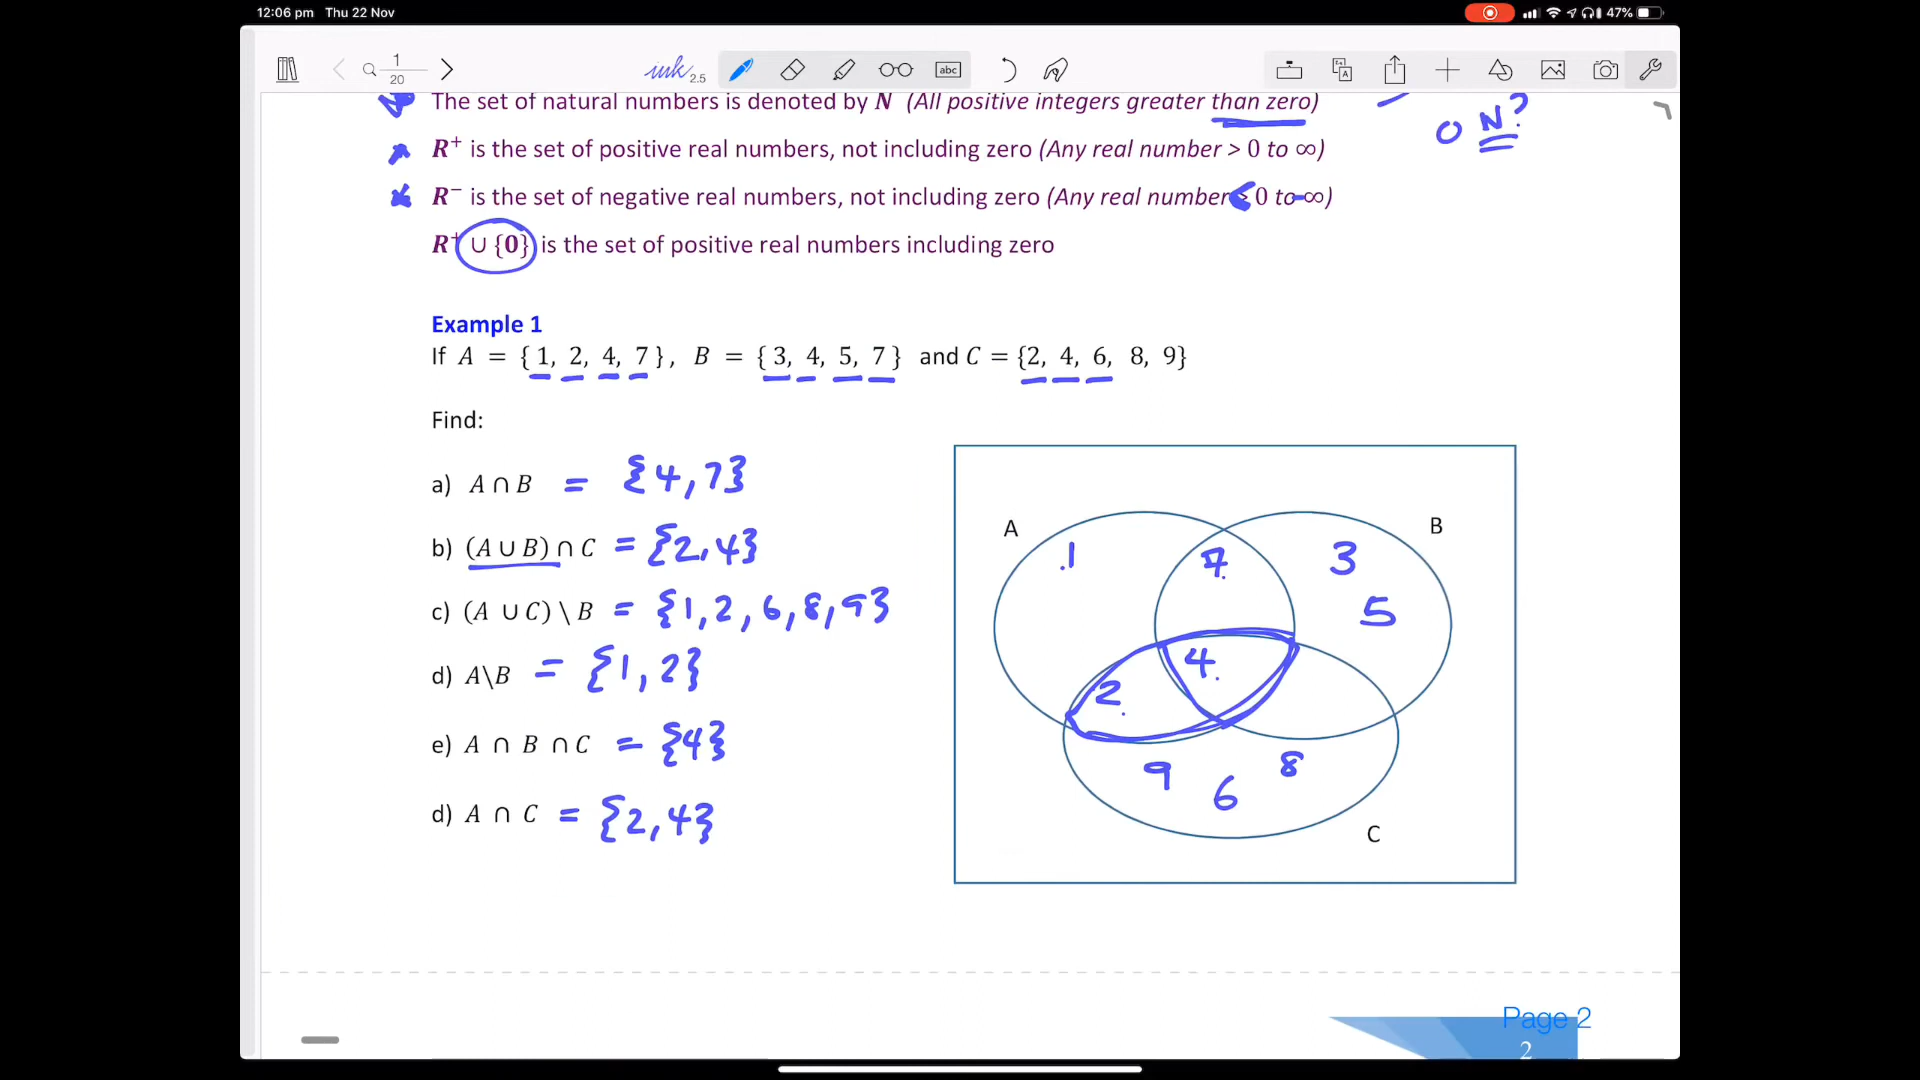 12:06 pm Thu 22 Nov 47%
1
20
ink 2.5 abc
The set of natural numbers is denoted by N (All positive integers greater than zero)
0 N?
R⁺ is the set of positive real numbers, not including zero (Any real number > 0 to ∞)
R⁻ is the set of negative real numbers, not including zero (Any real number < 0 to -∞)
R⁺ ∪ {0} is the set of positive real numbers including zero
Example 1
If A = { 1, 2, 4, 7 }, B = { 3, 4, 5, 7 } and C = {2, 4, 6, 8, 9}
Find:
a) A ∩ B = {4,7}
b) (A ∪ B) ∩ C = {2,4}
c) (A ∪ C) \ B = {1,2,6,8,9}
d) A\B = {1,2}
e) A ∩ B ∩ C = {4}
d) A ∩ C = {2,4}
A B
1 7 3
5
4
2
9 6 8
C
Page 2
2